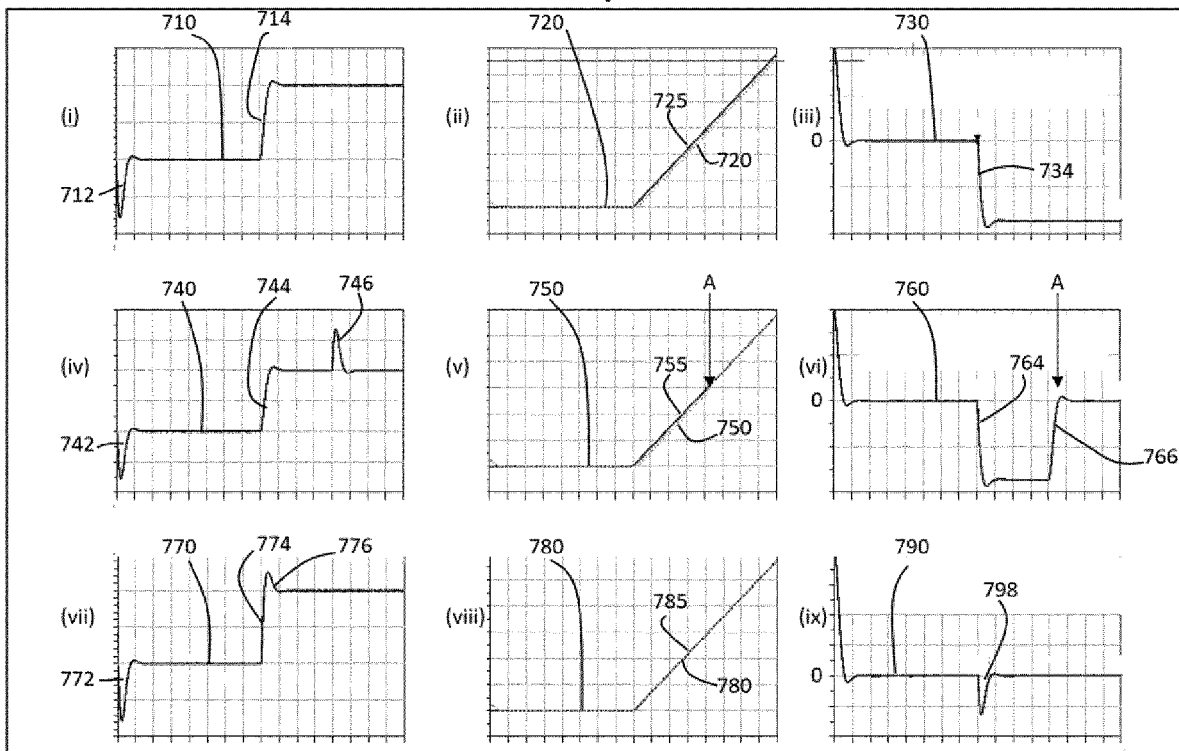 710 714 720 730
(i) (ii) 725 720 (iii) 0 734
712
740 744 746 750 A 760 A
(iv) (v) 755 750 (vi) 0 764 766
742
770 774 776 780 790
(vii) (viii) 785 780 (ix) 0 798
772